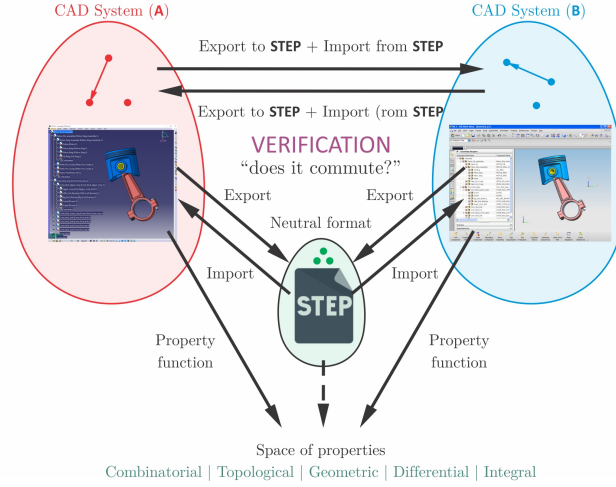 CAD System (A)
CAD System (B)
Export to STEP + Import from STEP
Export to STEP + Import (rom STEP
VERIFICATION
“does it commute?”
Export
Export
Neutral format
Import
STEP
Import
Property
function
Property
function
Space of properties
Combinatorial | Topological | Geometric | Differential | Integral